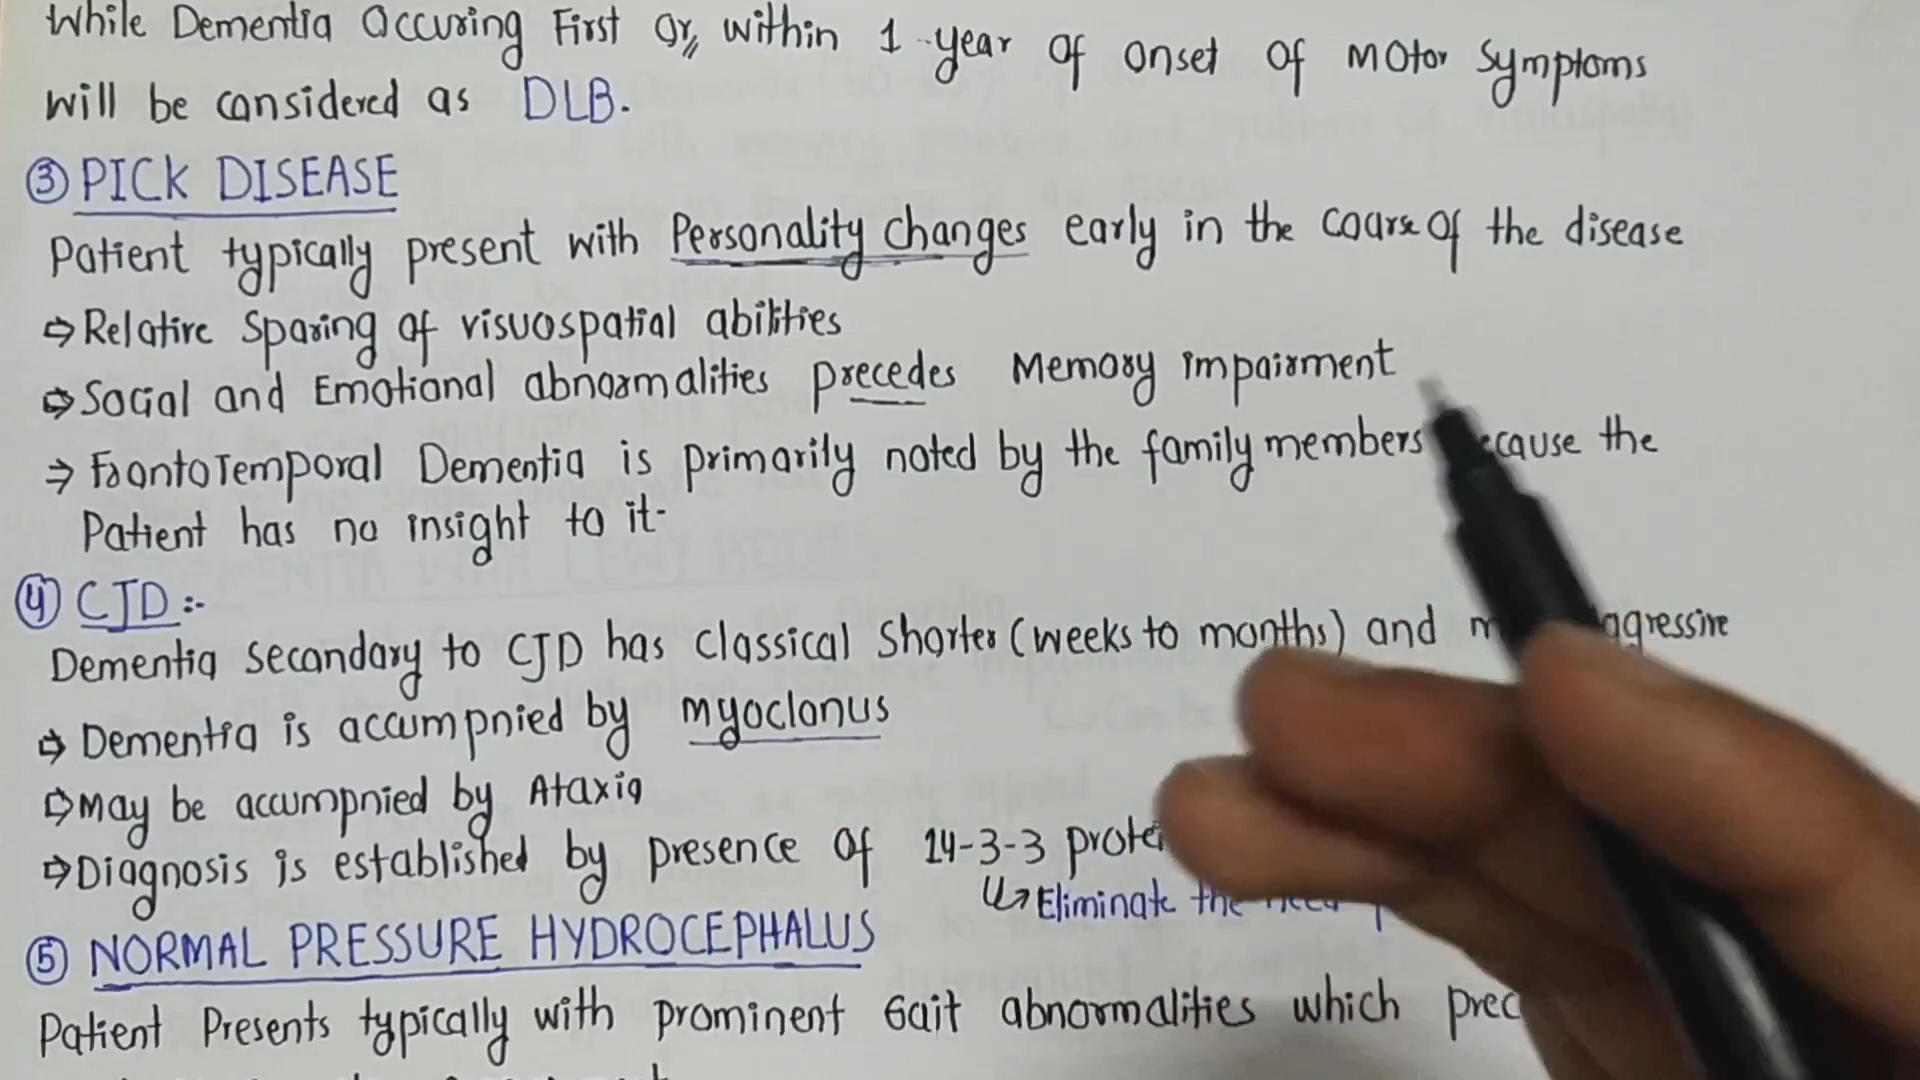 While Dementia Occuring First Or within 1 year of onset of Motor Symptoms
will be considered as DLB.
③ PICK DISEASE
Patient typically present with Personality changes early in the course of the disease
⇨ Relative Sparing of visuospatial abilities
⇨ Social and Emotional abnormalities precedes Memory impairment
⇒ FrontoTemporal Dementia is primarily noted by the family members because the
Patient has no insight to it.
④ CJD :-
Dementia secondary to CJD has classical Shorter (weeks to months) and aggressive
⇨ Dementia is accumpnied by myoclonus
⇨ May be accumpnied by Ataxia
⇨ Diagnosis is established by presence of 14-3-3
↳ Eliminate the need
⑤ NORMAL PRESSURE HYDROCEPHALUS
Patient Presents typically with prominent Gait abnormalities which